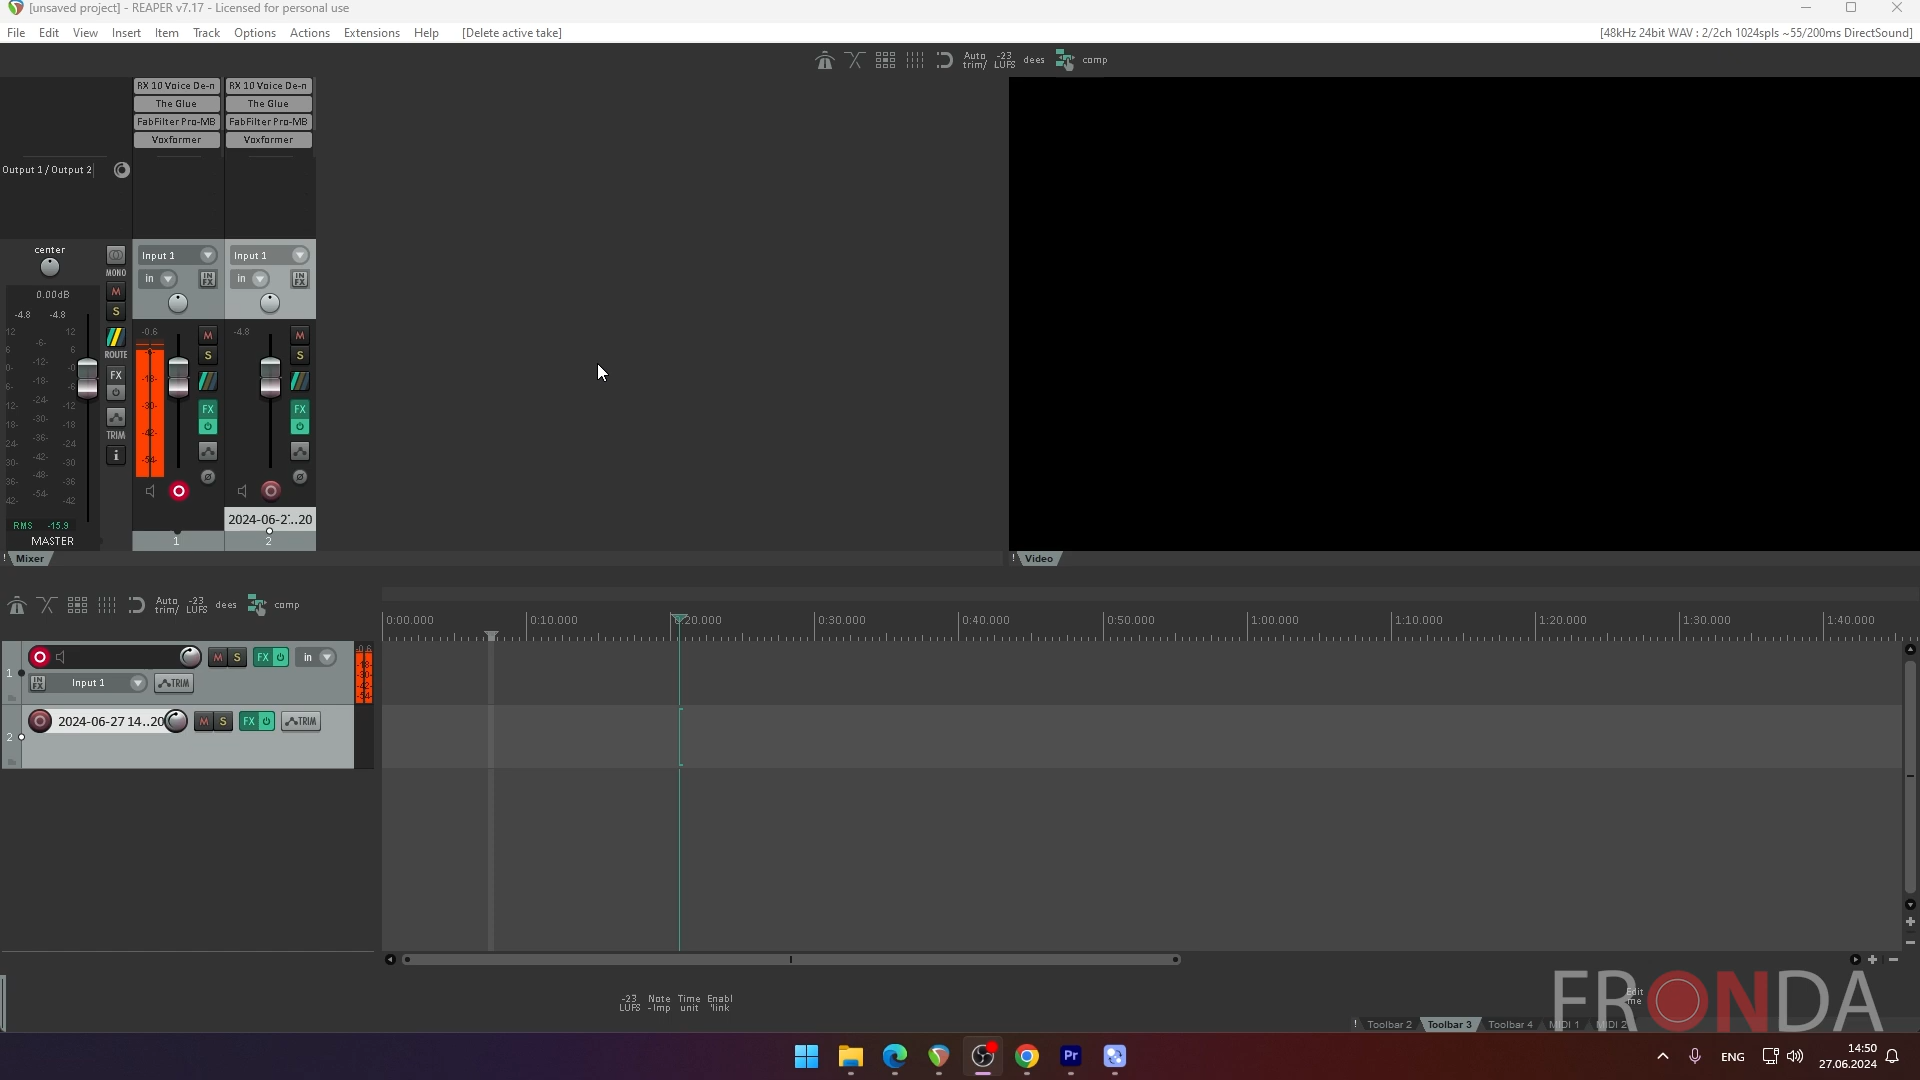 [unsaved project] - REAPER v7.17 - Licensed for personal use
File Edit View Insert Item Track Options Actions Extensions Help [Delete active take]
[48kHz 24bit WAV : 2/2ch 1024spls ~55/200ms DirectSound]
Auto trim/ -23 LUFS dees comp
RX 10 Voice De-n RX 10 Voice De-n
The Glue The Glue
FabFilter Pro-MB FabFilter Pro-MB
Voxformer Voxformer
Output 1 / Output 2
center
MONO
Input 1 Input 1
in IN FX in IN FX
0.00dB
M
S
-4.8 -4.8
-0.6 -4.8
M M
S S
ROUTE
FX
FX FX
TRIM
RMS -15.9
MASTER
2024-06-2..20
1 2
! Mixer
! Video
Auto trim/ -23 LUFS dees comp
0:00.000 0:10.000 0:20.000 0:30.000 0:40.000 0:50.000 1:00.000 1:10.000 1:20.000 1:30.000 1:40.000
1 M S FX in
IN FX Input 1 TRIM
2 2024-06-27 14..20 M S FX TRIM
-23 LUFS Note -Imp Time unit Enabl 'link
Edit me
FRONDA
! Toolbar 2 Toolbar 3 Toolbar 4 MIDI 1 MIDI 2
Pr
ENG
14:50
27.06.2024